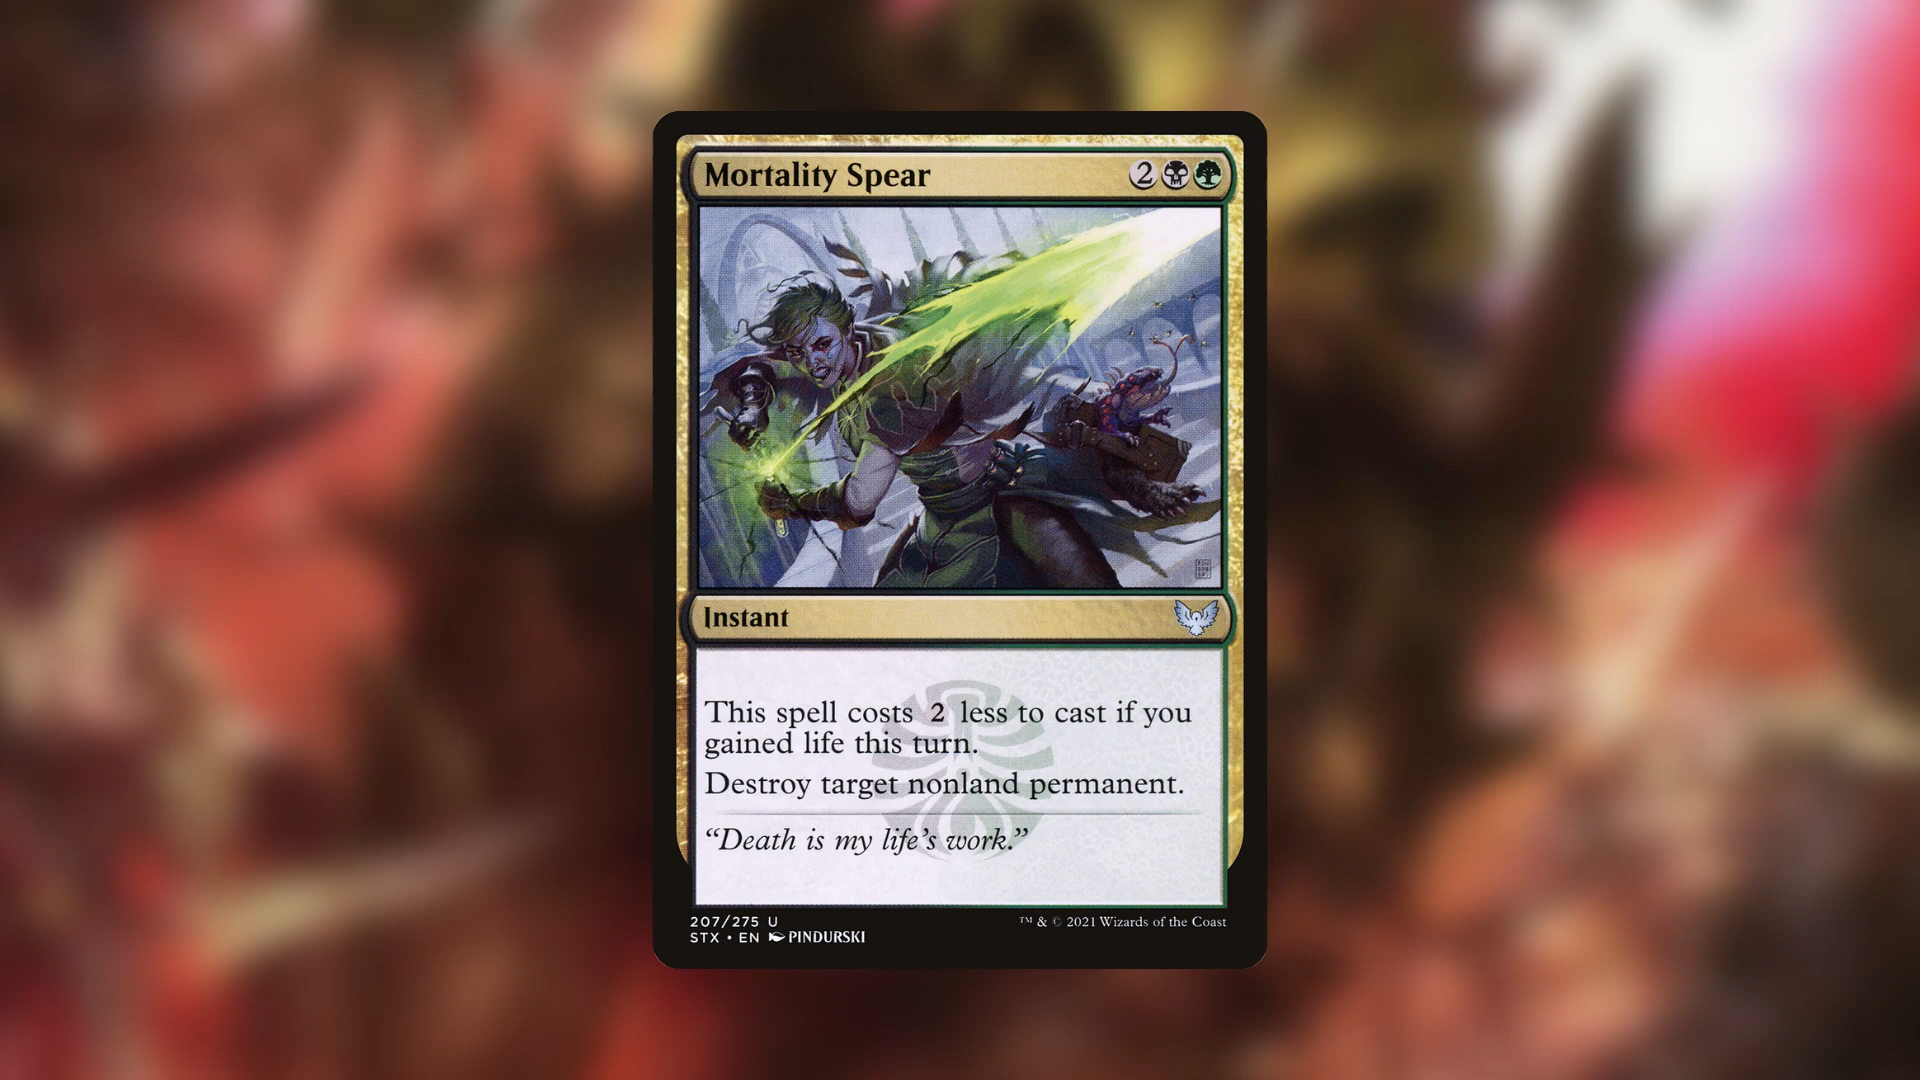 Mortality Spear 2
Instant
This spell costs 2 less to cast if you
gained life this turn.
Destroy target nonland permanent.
“Death is my life’s work.”
207/275 U
STX • EN PINDURSKI
™ & © 2021 Wizards of the Coast